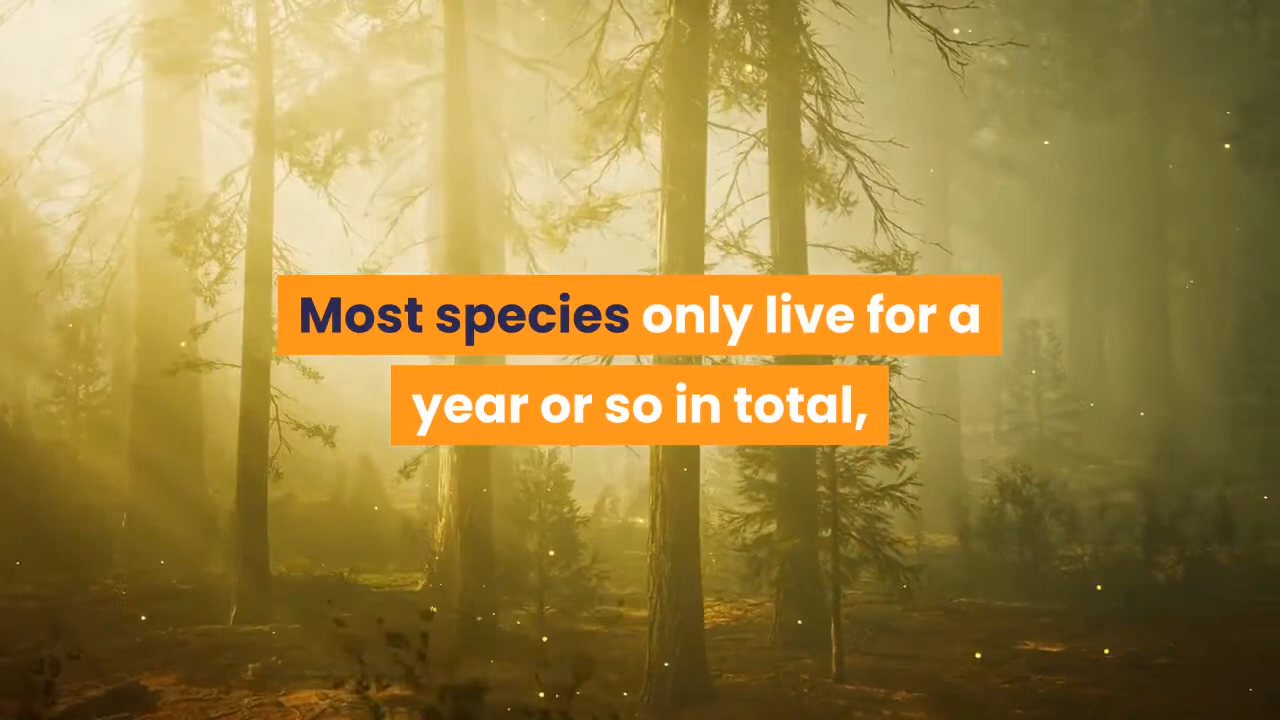 Most species only live for a
year or so in total,